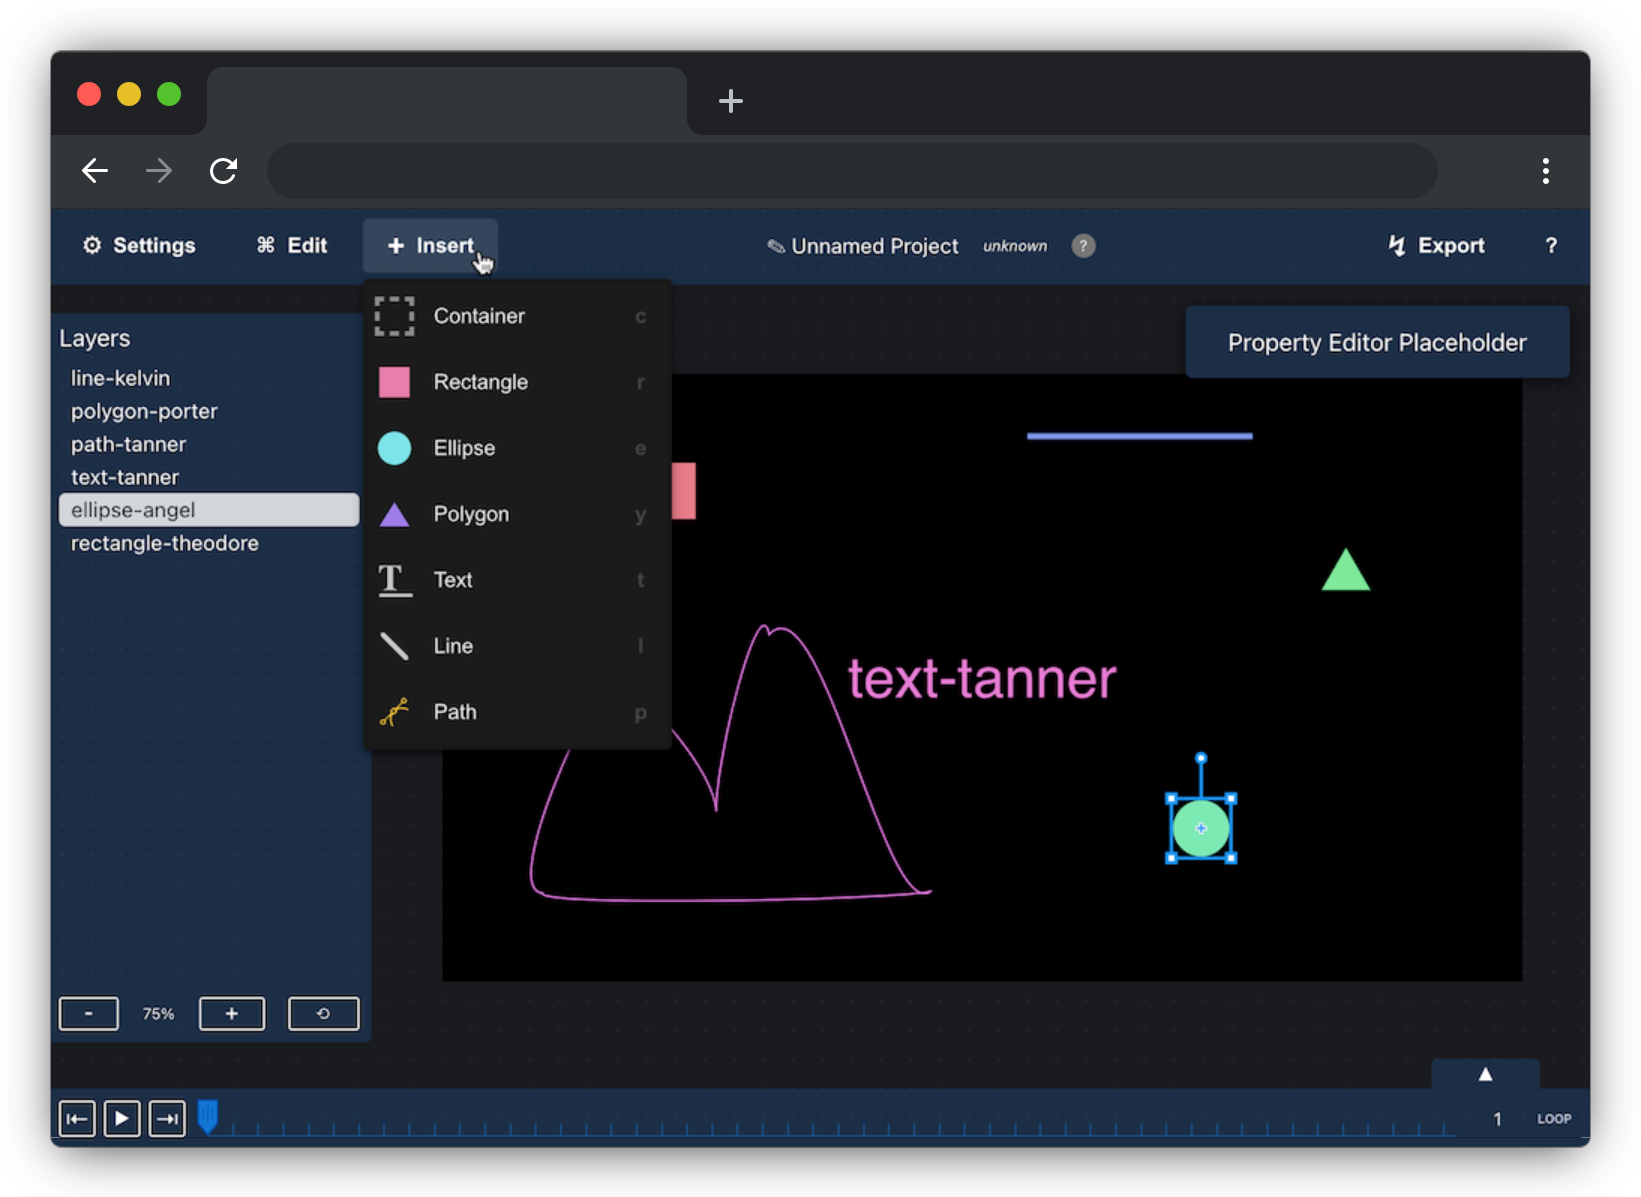 Settings
Edit
+ Insert
Unnamed Project
unknown
?
Export
?
Container c
Rectangle r
Ellipse e
Polygon y
Text t
Line l
Path p
Layers
line-kelvin
polygon-porter
path-tanner
text-tanner
ellipse-angel
rectangle-theodore
Property Editor Placeholder
text-tanner
- 75% +
1 LOOP